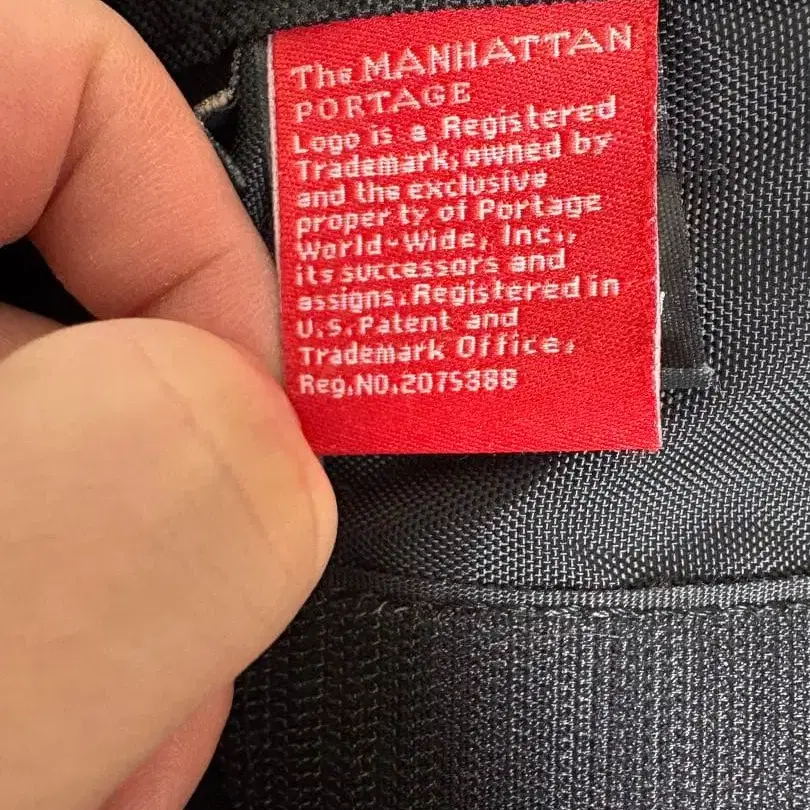 The MANHATTAN
PORTAGE
Logo is a Registered
Trademark, owned by
and the exclusive
property of Portage
World-Wide, Inc.,
its successors and
assigns. Registered in
U.S. Patent and
Trademark Office.
Reg.NO.2075388